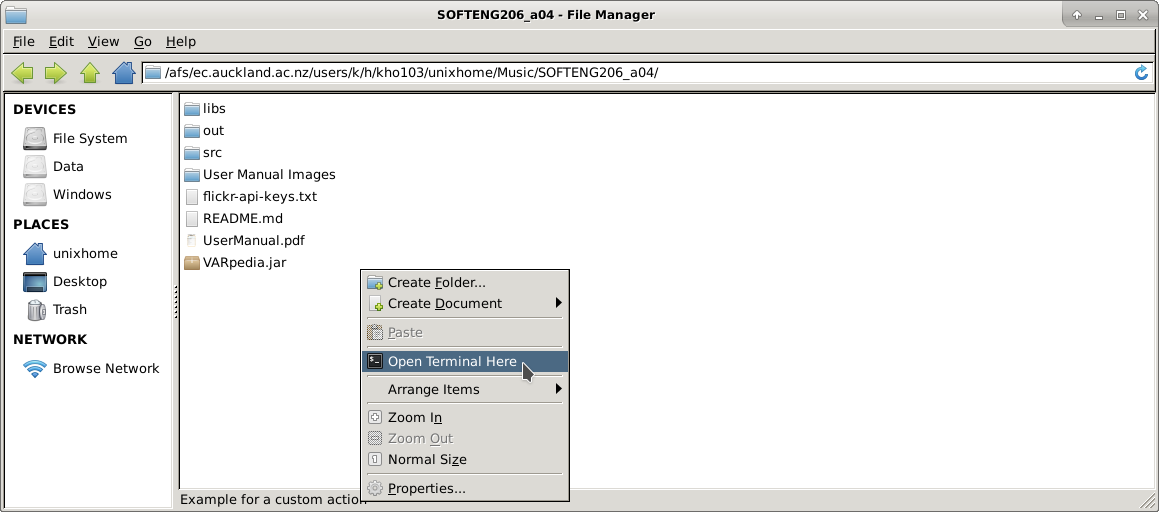 SOFTENG206_a04 - File Manager
File Edit View Go Help
/afs/ec.auckland.ac.nz/users/k/h/kho103/unixhome/Music/SOFTENG206_a04/
DEVICES
File System
Data
Windows
PLACES
unixhome
Desktop
Trash
NETWORK
Browse Network
libs
out
src
User Manual Images
flickr-api-keys.txt
README.md
UserManual.pdf
VARpedia.jar
Create Folder...
Create Document
Paste
Open Terminal Here
Arrange Items
Zoom In
Zoom Out
Normal Size
Properties...
Example for a custom action